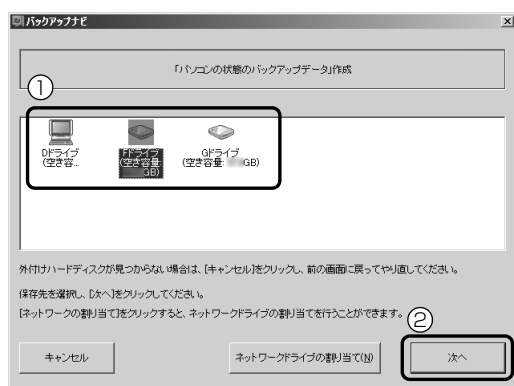 バックアップナビ
「パソコンの状態のバックアップデータ」作成
①
Dドライブ
(空き容...
Fドライブ
(空き容量:
GB)
Gドライブ
(空き容量: GB)
外付けハードディスクが見つからない場合は、[キャンセル]をクリックし、前の画面に戻ってやり直してください。
保存先を選択し、[次へ]をクリックしてください。
[ネットワークの割り当て]をクリックすると、ネットワークドライブの割り当てを行うことができます。
②
キャンセル
ネットワークドライブの割り当て(N)
次へ